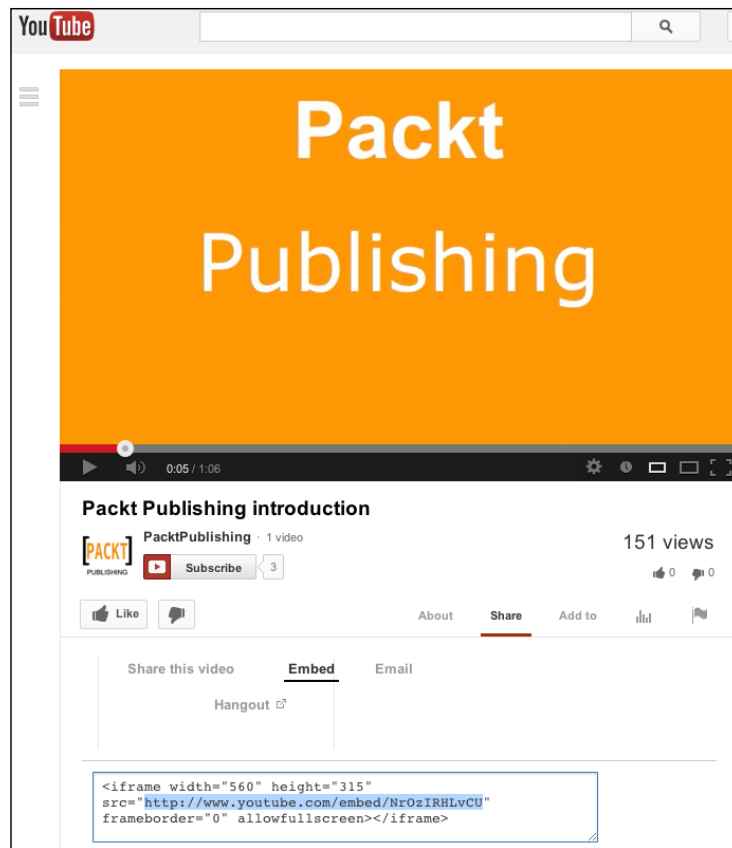 YouTube
Packt
Publishing
0:05 / 1:06
Packt Publishing introduction
PacktPublishing · 1 video
[PACKT]
PUBLISHING
Subscribe 3
151 views
0 0
Like
About Share Add to
Share this video Embed Email
Hangout
<iframe width="560" height="315"
src="http://www.youtube.com/embed/NrOzIRHLvCU"
frameborder="0" allowfullscreen></iframe>